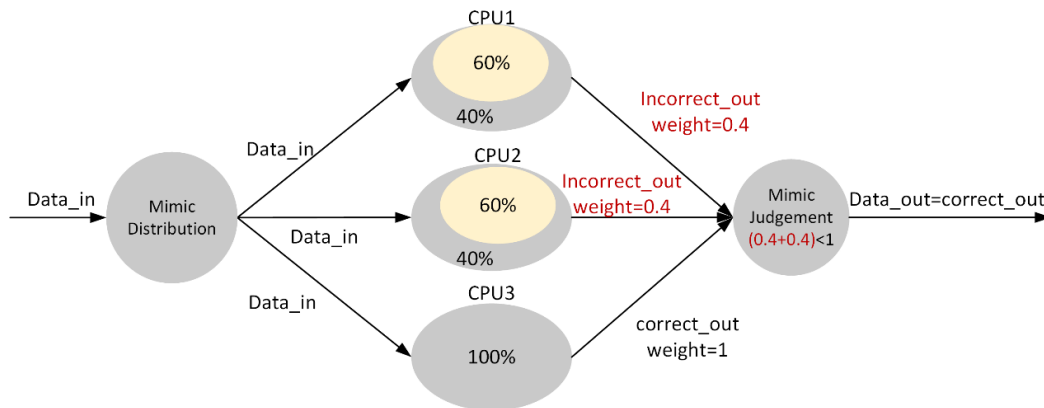 CPU1
60%
40%
Incorrect_out
weight=0.4
Data_in
CPU2
Data_in
Mimic
Distribution
60%
40%
Incorrect_out
weight=0.4
Mimic
Judgement
(0.4+0.4)<1
Data_out=correct_out
Data_in
Data_in
CPU3
100%
correct_out
weight=1